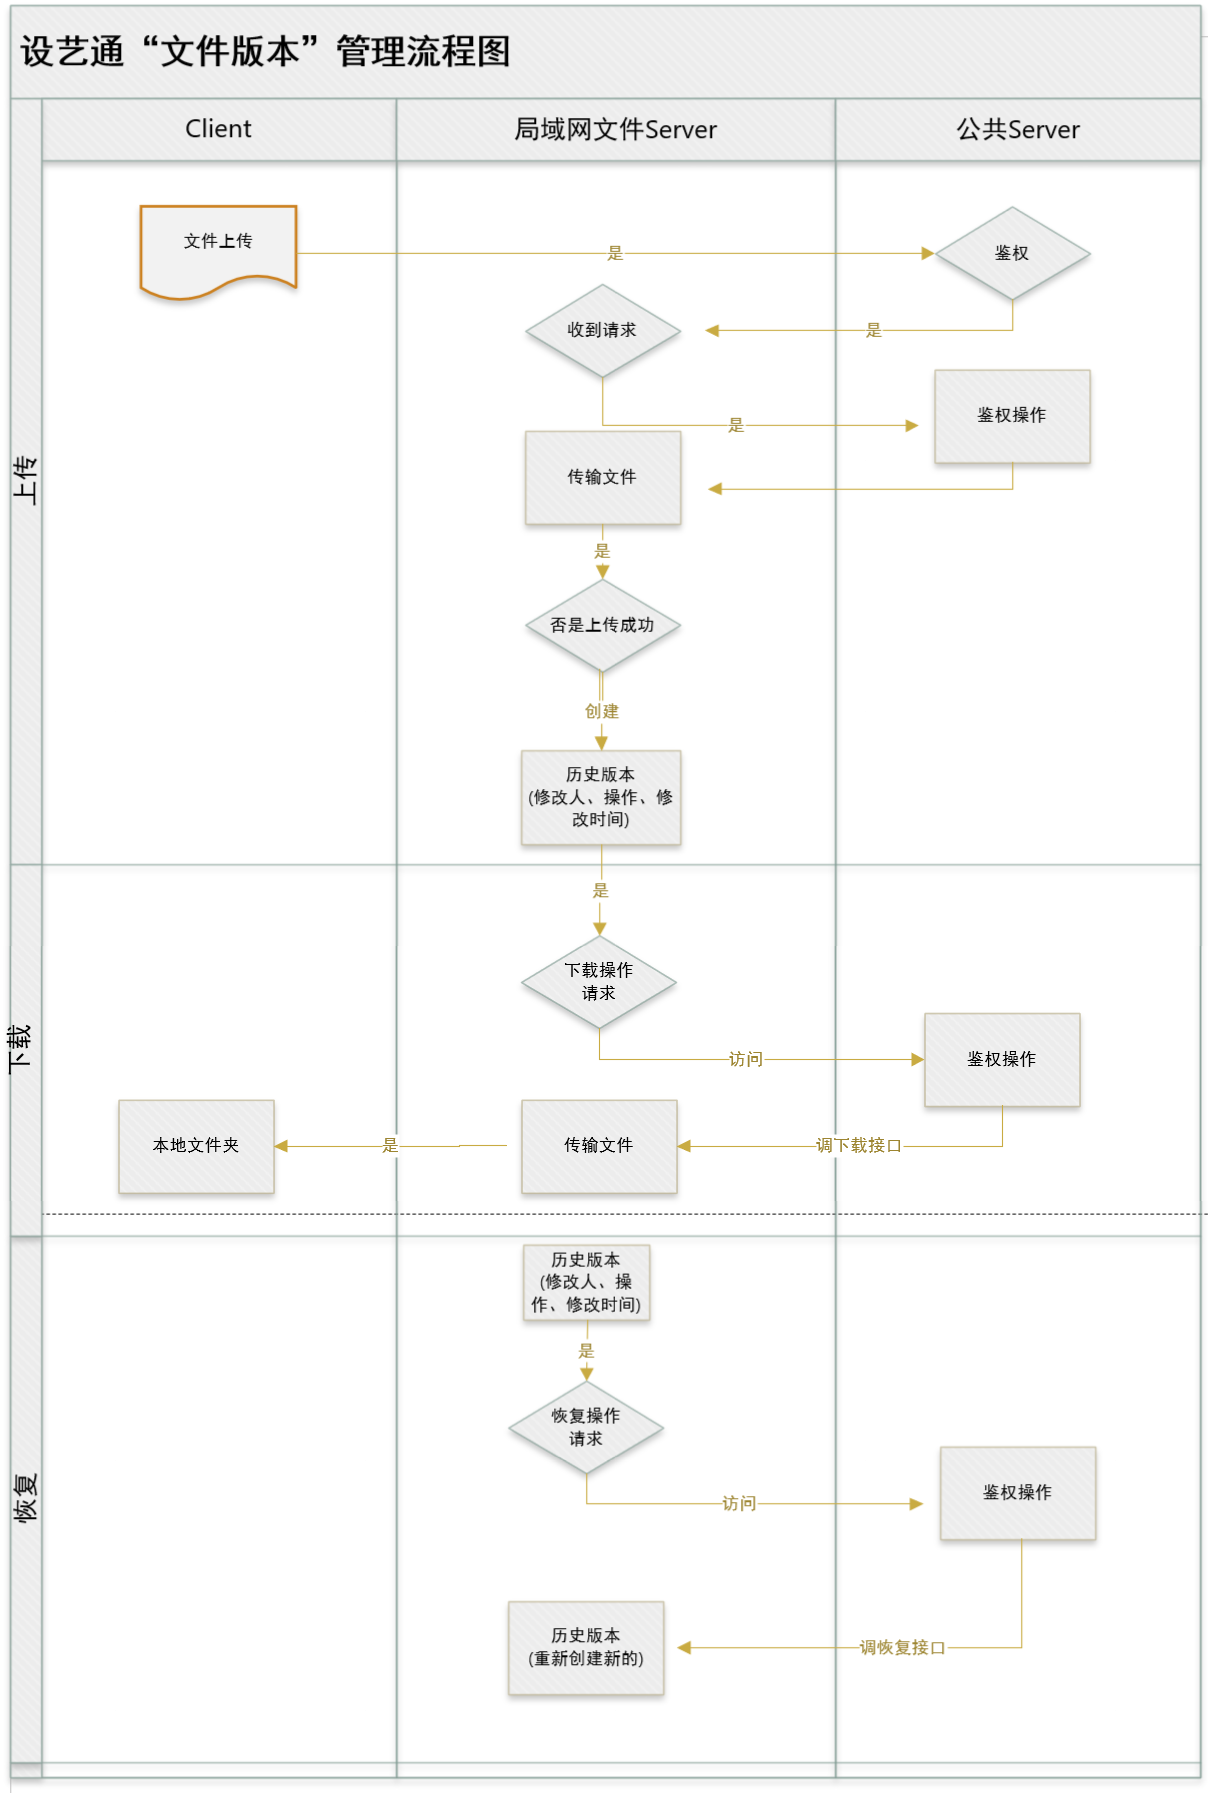 设艺通“文件版本”管理流程图
Client
局域网文件Server
公共Server
上传
文件上传
是
鉴权
收到请求
是
是
鉴权操作
传输文件
是
否是上传成功
创建
历史版本
(修改人、操作、修
改时间)
下载
是
下载操作
请求
访问
鉴权操作
本地文件夹
是
传输文件
调下载接口
恢复
历史版本
(修改人、操
作、修改时间)
是
恢复操作
请求
访问
鉴权操作
历史版本
(重新创建新的)
调恢复接口